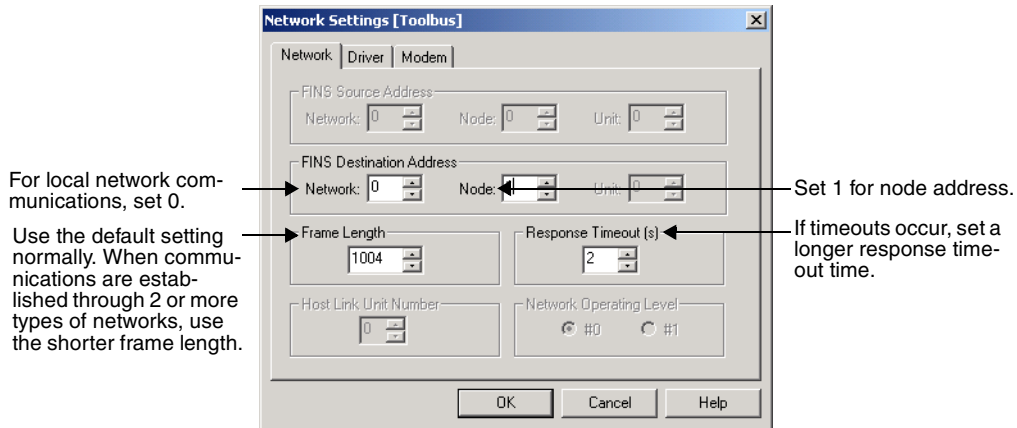 Network Settings [Toolbus]
Network Driver Modem
FINS Source Address
Network: 0 Node: 0 Unit: 0
FINS Destination Address
Network: 0 Node: Unit: 0
For local network com-
munications, set 0.
Set 1 for node address.
Frame Length
1004
Response Timeout (s)
2
Use the default setting
normally. When commu-
nications are estab-
lished through 2 or more
types of networks, use
the shorter frame length.
If timeouts occur, set a
longer response time-
out time.
Host Link Unit Number
0
Network Operating Level
#0 #1
OK Cancel Help